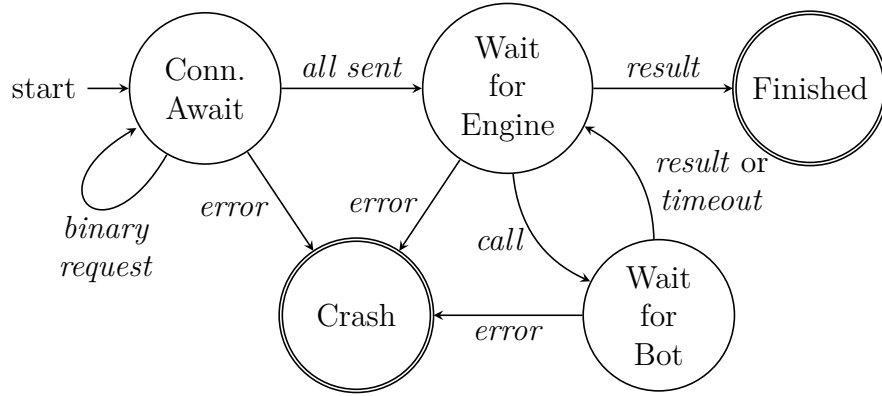 start
Conn.
Await
all sent
Wait
for
Engine
result
Finished
binary
request
error
error
call
result or
timeout
Crash
error
Wait
for
Bot